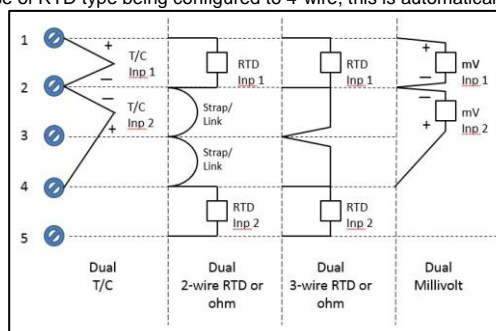 se of RTD type being configured to 4-wire, this is automatical
1
2
3
4
5
+
T/C
Inp 1
−
−
T/C
Inp 2
+
RTD
Inp 1
Strap/
Link
Strap/
Link
RTD
Inp 2
RTD
Inp 1
RTD
Inp 2
+
mV
Inp 1
−
−
mV
Inp 2
+
Dual
T/C
Dual
2-wire RTD or
ohm
Dual
3-wire RTD or
ohm
Dual
Millivolt